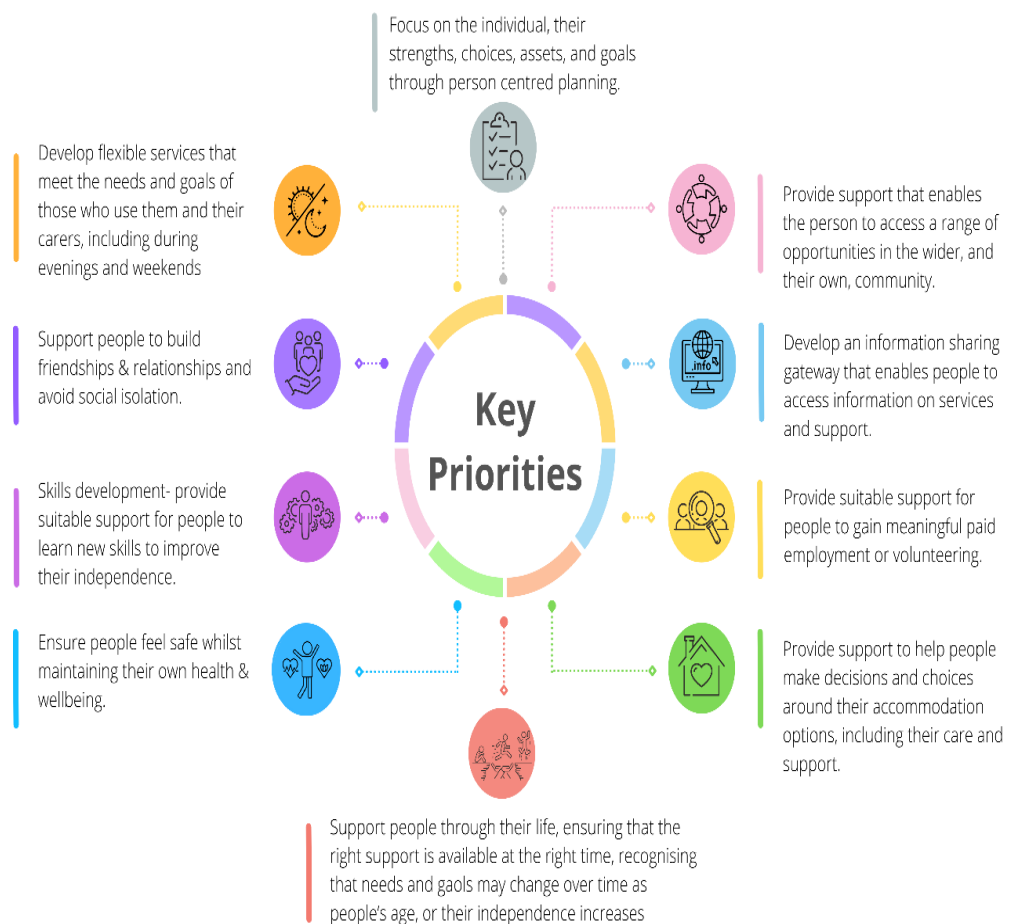 Focus on the individual, their
strengths, choices, assets, and goals
through person centred planning.
Develop flexible services that
meet the needs and goals of
those who use them and their
carers, including during
evenings and weekends
Provide support that enables
the person to access a range of
opportunities in the wider, and
their own, community.
Support people to build
friendships & relationships and
avoid social isolation.
.info
Develop an information sharing
gateway that enables people to
access information on services
and support.
Key
Priorities
Skills development- provide
suitable support for people to
learn new skills to improve
their independence.
Provide suitable support for
people to gain meaningful paid
employment or volunteering.
Ensure people feel safe whilst
maintaining their own health &
wellbeing.
Provide support to help people
make decisions and choices
around their accommodation
options, including their care and
support.
Support people through their life, ensuring that the
right support is available at the right time, recognising
that needs and gaols may change over time as
people's age, or their independence increases